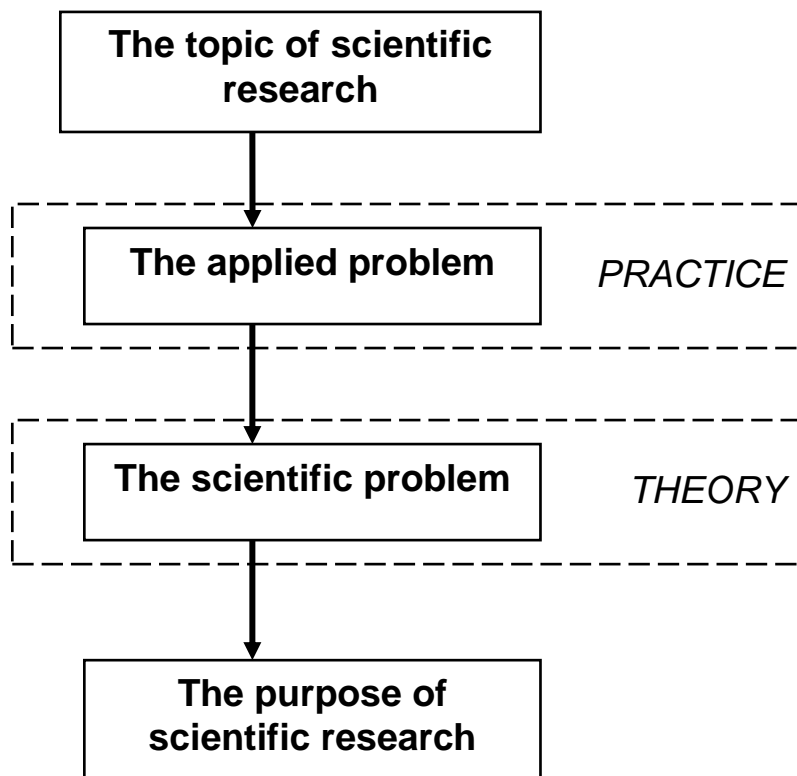 The topic of scientific
research
The applied problem
PRACTICE
The scientific problem
THEORY
The purpose of
scientific research